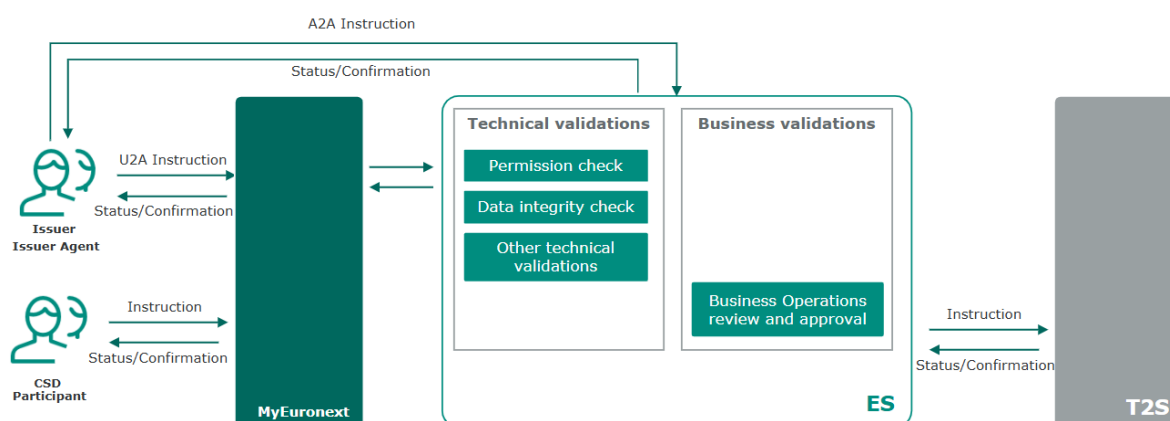 A2A Instruction
Status/Confirmation
Technical validations
Business validations
Permission check
Data integrity check
Other technical
validations
Business Operations
review and approval
U2A Instruction
Status/Confirmation
Issuer
Issuer Agent
Instruction
Status/Confirmation
CSD
Participant
MyEuronext
ES
Instruction
Status/Confirmation
T2S